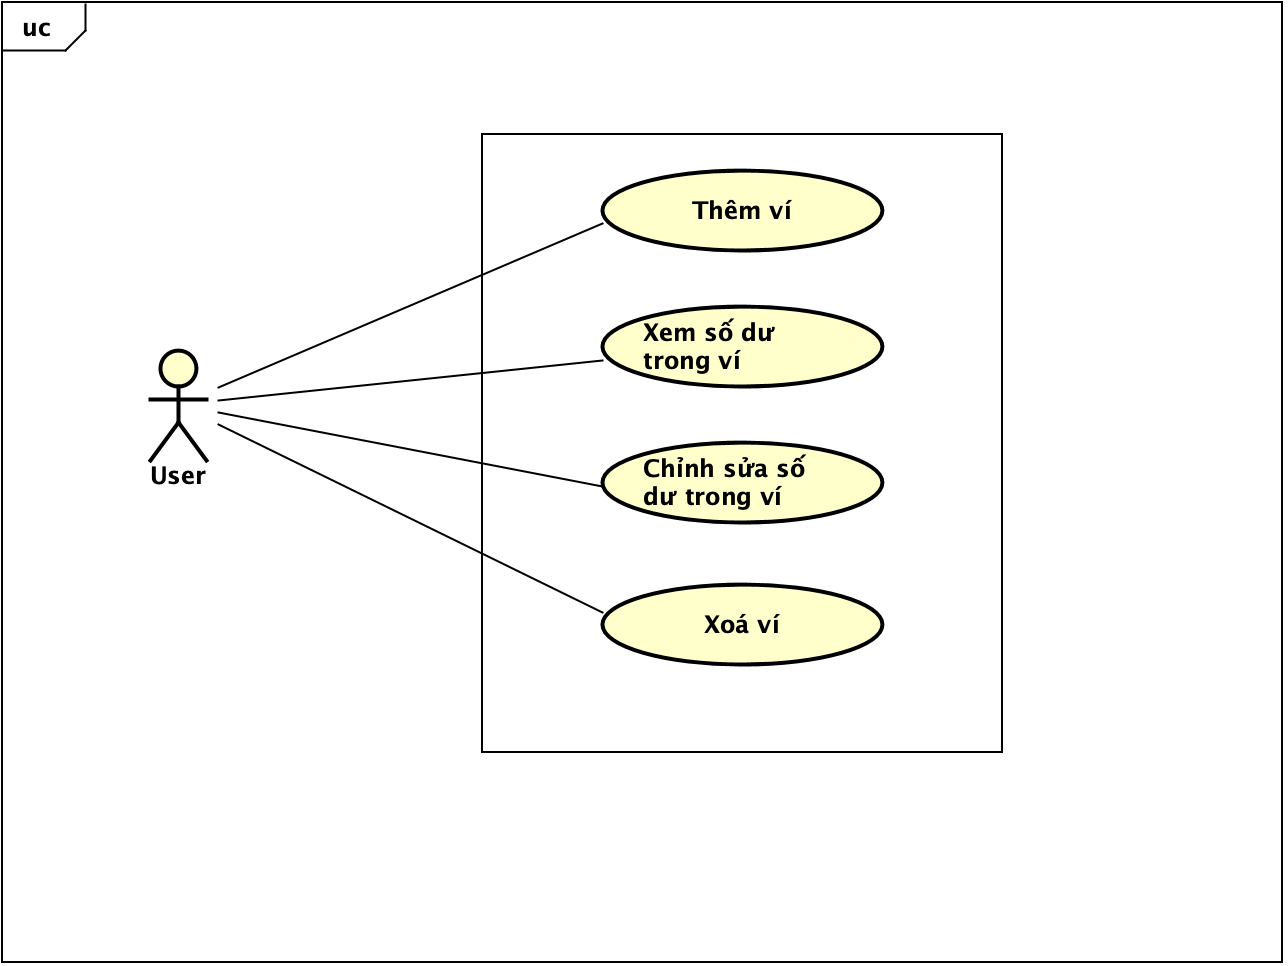 uc
Thêm ví
Xem số dư
trong ví
Chỉnh sửa số
dư trong ví
User
Xoá ví